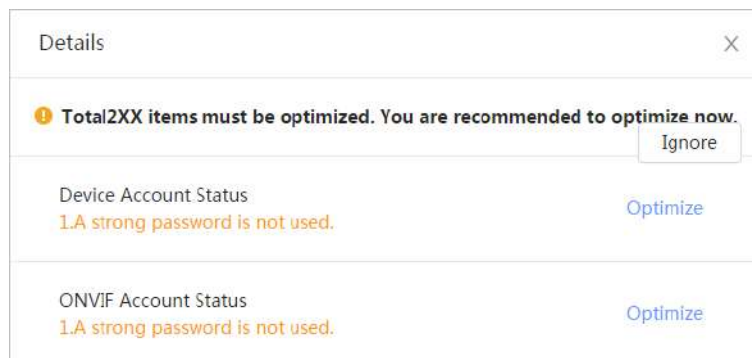 Details
Total2XX items must be optimized. You are recommended to optimize now.
Ignore
Device Account Status
1.A strong password is not used.
Optimize
ONVIF Account Status
1.A strong password is not used.
Optimize